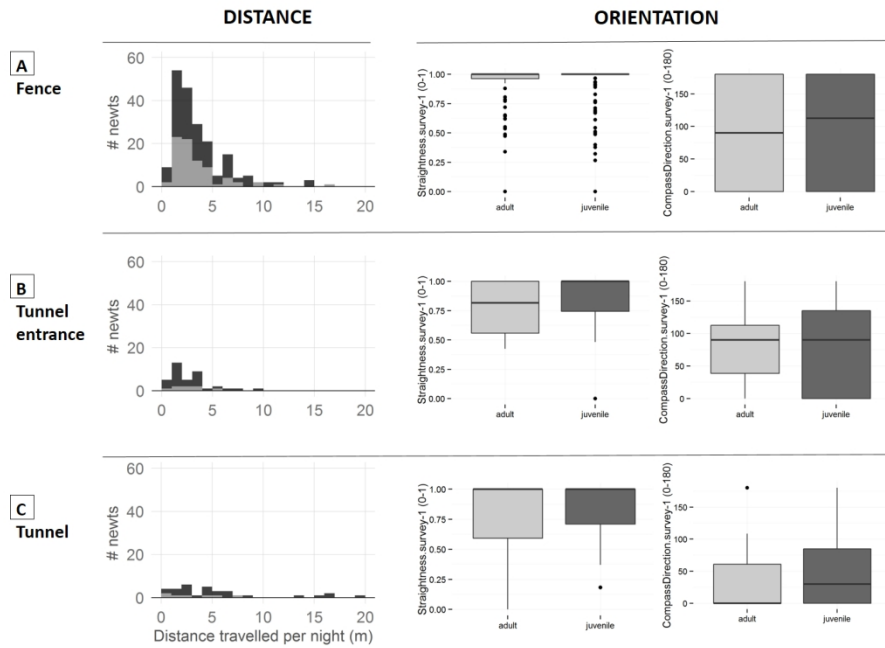 DISTANCE
ORIENTATION
A
Fence
# newts
60
40
20
0
0 5 10 15 20
Straightness.survey-1 (0-1)
1.00
0.75
0.50
0.25
0.00
adult juvenile
CompassDirection.survey-1 (0-180)
150
100
50
0
adult juvenile
B
Tunnel
entrance
# newts
60
40
20
0
0 5 10 15 20
Straightness.survey-1 (0-1)
1.00
0.75
0.50
0.25
0.00
adult juvenile
CompassDirection.survey-1 (0-180)
150
100
50
0
adult juvenile
C
Tunnel
# newts
60
40
20
0
0 5 10 15 20
Distance travelled per night (m)
Straightness.survey-1 (0-1)
1.00
0.75
0.50
0.25
0.00
adult juvenile
CompassDirection.survey-1 (0-180)
150
100
50
0
adult juvenile